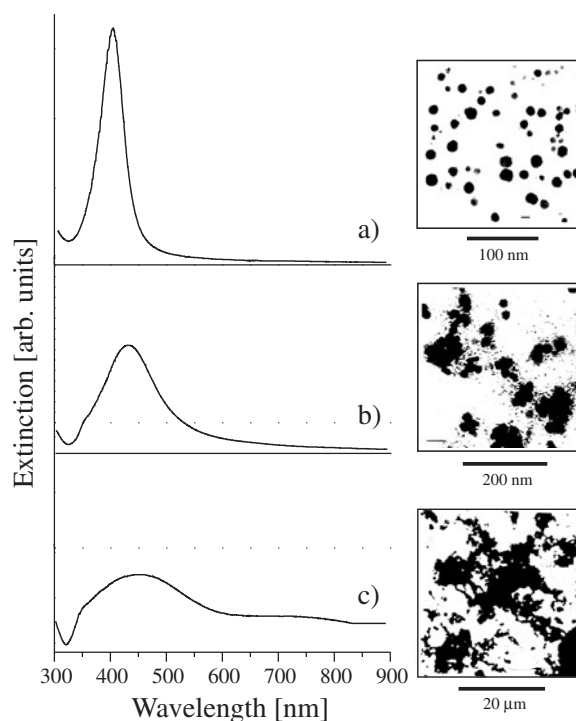 Extinction [arb. units]
a)
100 nm
b)
200 nm
c)
20 µm
300 400 500 600 700 800 900
Wavelength [nm]